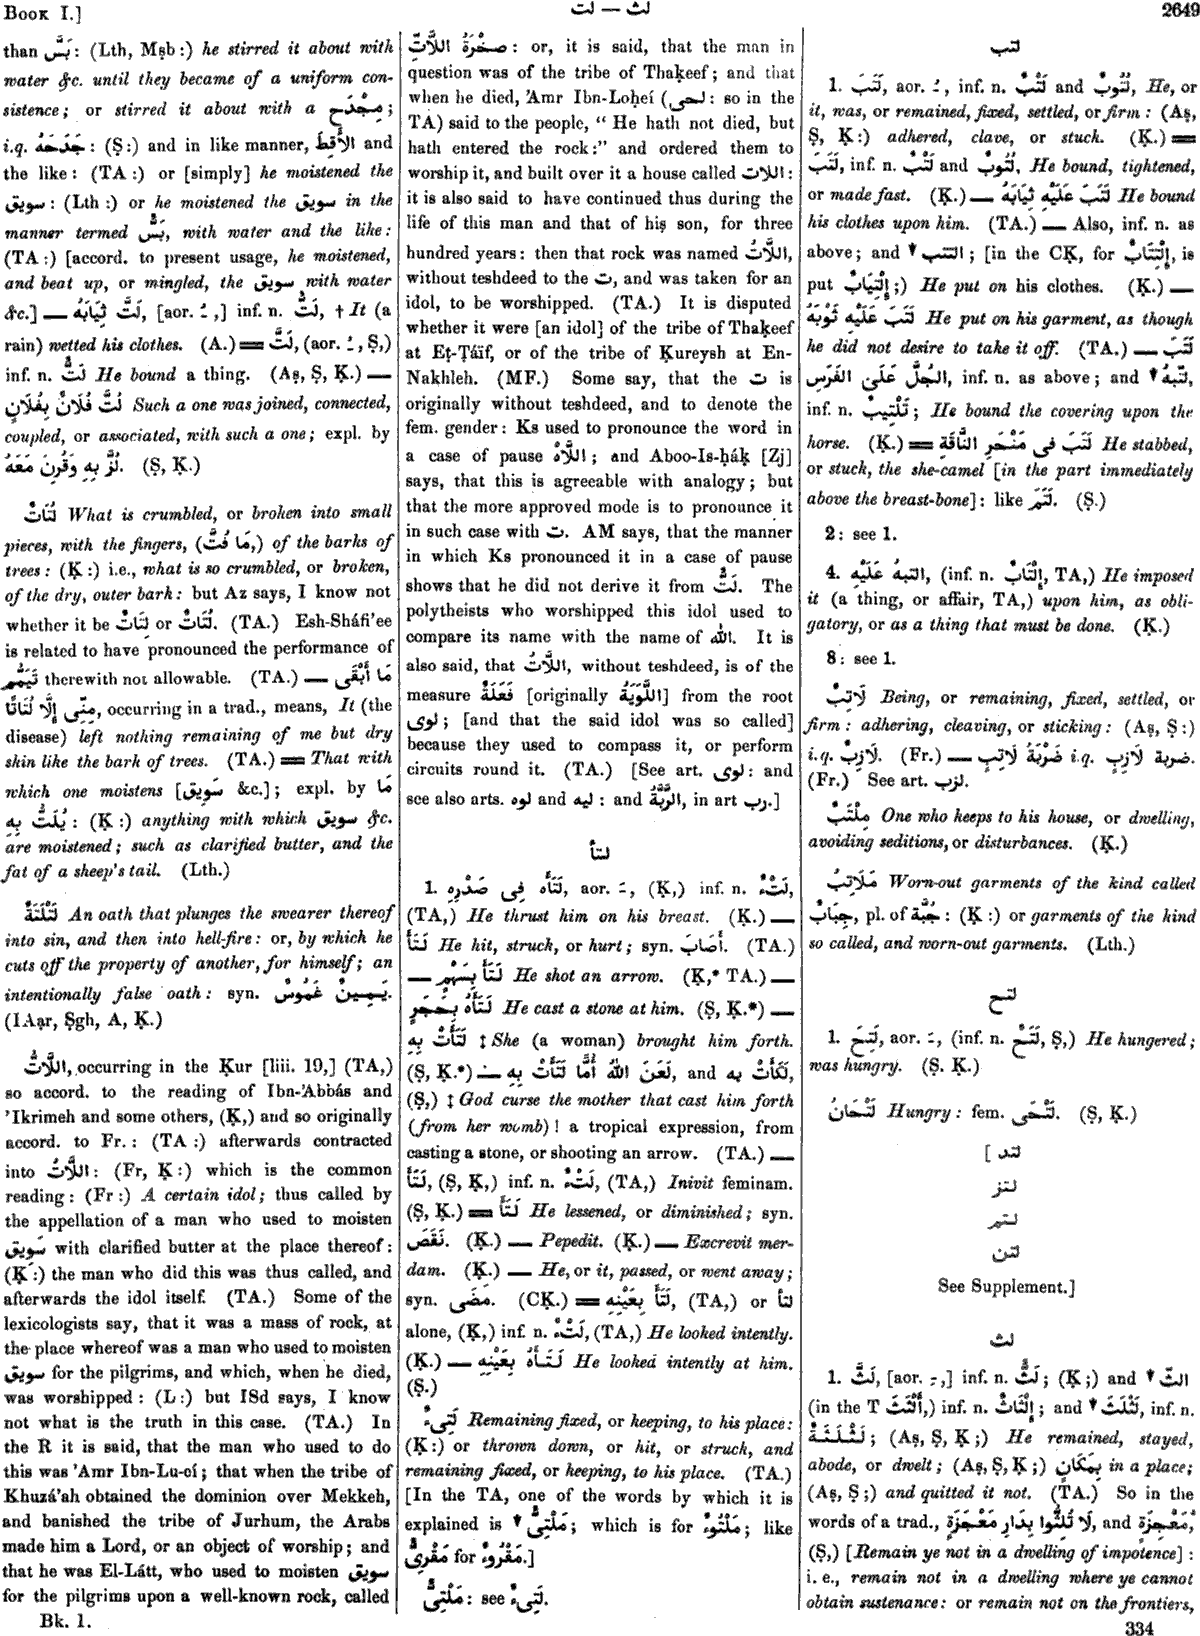 Book I.]
لت — لث
2649
than بَسَّ: (Lth, Mṣb:) he stirred it about with
water &c. until they became of a uniform con-
sistence; or stirred it about with a مِجْدَح;
i.q. جَدَحَهُ: (Ṣ:) and in like manner, الأَقِطَ and
the like: (TA:) or [simply] he moistened the
سويق: (Lth:) or he moistened the سويق in the
manner termed بَسٌّ, with water and the like:
(TA:) [accord. to present usage, he moistened,
and beat up, or mingled, the سويق with water
&c.] — لَتَّ ثِيَابَهُ, [aor. ـُ ,] inf. n. لَتٌّ, † It (a
rain) wetted his clothes. (A.) = لَتَّ, (aor. ـُ , Ṣ,)
inf. n. لَتٌّ He bound a thing. (Aṣ, Ṣ, Ḳ.) —
لُتَّ فُلَانٌ بِفُلَانٍ Such a one was joined, connected,
coupled, or associated, with such a one; expl. by
لُزَّ بِهِ وَقُرِنَ مَعَهُ. (Ṣ, Ḳ.)
لُتَاتٌ What is crumbled, or broken into small
pieces, with the fingers, (مَا فُتَّ,) of the barks of
trees: (Ḳ:) i.e., what is so crumbled, or broken,
of the dry, outer bark: but Az says, I know not
whether it be لُتَاتٌ or لُتَّاتٌ. (TA.) Esh-Sháfi'ee
is related to have pronounced the performance of
تَيَمُّم therewith not allowable. (TA.) — مَا أَبْقَى
مِنِّى إِلَّا لُتَاتًا, occurring in a trad., means, It (the
disease) left nothing remaining of me but dry
skin like the bark of trees. (TA.) = That with
which one moistens [سَوِيق &c.]; expl. by مَا
يُلَتُّ بِهِ: (Ḳ:) anything with which سويق &c.
are moistened; such as clarified butter, and the
fat of a sheep's tail. (Lth.)
لَتْلَتَةٌ An oath that plunges the swearer thereof
into sin, and then into hell-fire: or, by which he
cuts off the property of another, for himself; an
intentionally false oath: syn. يَمِينٌ غَمُوسٌ.
(IAạr, Ṣgh, A, Ḳ.)
اللَّاتُّ, occurring in the Ḳur [liii. 19,] (TA,)
so accord. to the reading of Ibn-'Abbás and
'Ikrimeh and some others, (Ḳ,) and so originally
accord. to Fr.: (TA:) afterwards contracted
into اللَّاتُ: (Fr, Ḳ:) which is the common
reading: (Fr:) A certain idol; thus called by
the appellation of a man who used to moisten
سَوِيق with clarified butter at the place thereof:
(Ḳ:) the man who did this was thus called, and
afterwards the idol itself. (TA.) Some of the
lexicologists say, that it was a mass of rock, at
the place whereof was a man who used to moisten
سويق for the pilgrims, and which, when he died,
was worshipped: (L:) but ISd says, I know
not what is the truth in this case. (TA.) In
the R it is said, that the man who used to do
this was 'Amr Ibn-Lu-eí; that when the tribe of
Khuzá'ah obtained the dominion over Mekkeh,
and banished the tribe of Jurhum, the Arabs
made him a Lord, or an object of worship; and
that he was El-Látt, who used to moisten سويق
for the pilgrims upon a well-known rock, called
Bk. 1.
صَخْرَةُ اللَّاتِّ: or, it is said, that the man in
question was of the tribe of Thaḳeef; and that
when he died, 'Amr Ibn-Loḥeí (لحى: so in the
TA) said to the people, “ He hath not died, but
hath entered the rock:” and ordered them to
worship it, and built over it a house called اللات:
it is also said to have continued thus during the
life of this man and that of his son, for three
hundred years: then that rock was named اللَّاتُ,
without teshdeed to the ت, and was taken for an
idol, to be worshipped. (TA.) It is disputed
whether it were [an idol] of the tribe of Thaḳeef
at Eṭ-Ṭáïf, or of the tribe of Ḳureysh at En-
Nakhleh. (MF.) Some say, that the ت is
originally without teshdeed, and to denote the
fem. gender: Ks used to pronounce the word in
a case of pause اللَّاهْ; and Aboo-Is-ḥáḳ [Zj]
says, that this is agreeable with analogy; but
that the more approved mode is to pronounce it
in such case with ت. AM says, that the manner
in which Ks pronounced it in a case of pause
shows that he did not derive it from لَتٌّ. The
polytheists who worshipped this idol used to
compare its name with the name of اللّٰه. It is
also said, that اللَّاتُ, without teshdeed, is of the
measure فَعَلَةٌ [originally اللَّوَيَةُ] from the root
لوى; [and that the said idol was so called]
because they used to compass it, or perform
circuits round it. (TA.) [See art. لوى: and
see also arts. لوه and ليه: and الرَّبَّةُ, in art رب.]
لتأ
1. لَتَأَه فِى صَدْرِهِ, aor. ـَ , (Ḳ,) inf. n. لَتْءٌ,
(TA,) He thrust him on his breast. (Ḳ.) —
لَتَأَ He hit, struck, or hurt; syn. أَصَابَ. (TA.)
— لَتَأَ بِسَهْمٍ He shot an arrow. (Ḳ,* TA.) —
لَتَأَهُ بِحَجَرٍ He cast a stone at him. (Ṣ, Ḳ.*) —
لَتَأَتْ بِهِ ‡ She (a woman) brought him forth.
(Ṣ, Ḳ.*) — لَعَنَ اللّٰهُ أُمًّا لَتَأَتْ بِهِ, and لَكَأَتْ به,
(Ṣ,) ‡ God curse the mother that cast him forth
(from her womb)! a tropical expression, from
casting a stone, or shooting an arrow. (TA.) —
لَتَأَ, (Ṣ, Ḳ,) inf. n. لَتْءٌ, (TA,) Inivit feminam.
(Ṣ, Ḳ.) = لَتَأَ He lessened, or diminished; syn.
نَقَصَ. (Ḳ.) — Pepedit. (Ḳ.) — Excrevit mer-
dam. (Ḳ.) — He, or it, passed, or went away;
syn. مَضَى. (CḲ.) = لَتَأَ بِعَيْنِهِ, (TA,) or لتأ
alone, (Ḳ,) inf. n. لَتْءٌ, (TA,) He looked intently.
(Ḳ.) — لَتَأَهُ بِعَيْنِهِ He looked intently at him.
(Ṣ.)
لَتِىءٌ Remaining fixed, or keeping, to his place:
(Ḳ:) or thrown down, or hit, or struck, and
remaining fixed, or keeping, to his place. (TA.)
[In the TA, one of the words by which it is
explained is ▼ مَلْتِىٌّ; which is for مَلْتُوءٌ; like
مَقْرِىٌّ for مَقْرُوءٌ.]
مَلْتِىٌّ: see لَتِىءٌ.
لتب
1. لَتَبَ, aor. ـُ , inf. n. لَتْبٌ and لُتُوبٌ, He, or
it, was, or remained, fixed, settled, or firm: (Aṣ,
Ṣ, Ḳ:) adhered, clave, or stuck. (Ḳ.) =
لَتَبَ, inf. n. لَتْبٌ and لُتُوبٌ, He bound, tightened,
or made fast. (Ḳ.) — لَتَبَ عَلَيْهِ ثِيَابَهُ He bound
his clothes upon him. (TA.) — Also, inf. n. as
above; and ▼ التتب; [in the CḲ, for إِلْتِتَابٌ, is
put إِلْتِيَابٌ;) He put on his clothes. (Ḳ.) —
لَتَبَ عَلَيْهِ ثَوْبَهُ He put on his garment, as though
he did not desire to take it off. (TA.) — لَتَبَ
الجُلَّ عَلَى الفَرَسِ, inf. n. as above; and ▼ لتّبهُ,
inf. n. تَلْتِيبٌ; He bound the covering upon the
horse. (Ḳ.) = لَتَبَ فى مَنْحَرِ النَّاقَةِ He stabbed,
or stuck, the she-camel [in the part immediately
above the breast-bone]: like لَتَمَ. (Ṣ.)
2: see 1.
4. التبهُ عَلَيْهِ, (inf. n. إِلْتَابٌ, TA,) He imposed
it (a thing, or affair, TA,) upon him, as obli-
gatory, or as a thing that must be done. (Ḳ.)
8: see 1.
لَاتِبٌ Being, or remaining, fixed, settled, or
firm: adhering, cleaving, or sticking: (Aṣ, Ṣ:)
i.q. لَازِبٌ. (Fr.) — ضَرْبَةُ لَاتِبٍ i.q. ضربة لَازِبٍ.
(Fr.) See art. لزب.
مِلْتَبٌ One who keeps to his house, or dwelling,
avoiding seditions, or disturbances. (Ḳ.)
مَلَاتِبُ Worn-out garments of the kind called
جِبَابٌ, pl. of جُبَّة: (Ḳ:) or garments of the kind
so called, and worn-out garments. (Lth.)
لتح
1. لَتِحَ, aor. ـَ , (inf. n. لَتَحٌ, Ṣ,) He hungered;
was hungry. (Ṣ. Ḳ.)
لَتْحَانُ Hungry: fem. لَتْحَى. (Ṣ, Ḳ.)
[ لتد
لتز
لتم
لتن
See Supplement.]
لث
1. لَثَّ, [aor. ـِ ,] inf. n. لَثٌّ; (Ḳ;) and ▼ الثّ
(in the T أَلْثَثَ,) inf. n. إِلْثَاثٌ; and ▼ لَثْلَثَ, inf. n.
لَثْلَثَةٌ; (Aṣ, Ṣ, Ḳ;) He remained, stayed,
abode, or dwelt; (Aṣ, Ṣ, Ḳ;) بِمَكَانٍ in a place;
(Aṣ, Ṣ;) and quitted it not. (TA.) So in the
words of a trad., لَا تُلِثُّوا بِدَارِ مَعْجَزَةٍ, and مَعْجِزَةٍ,
(Ṣ,) [Remain ye not in a dwelling of impotence]:
i. e., remain not in a dwelling where ye cannot
obtain sustenance: or remain not on the frontiers,
334